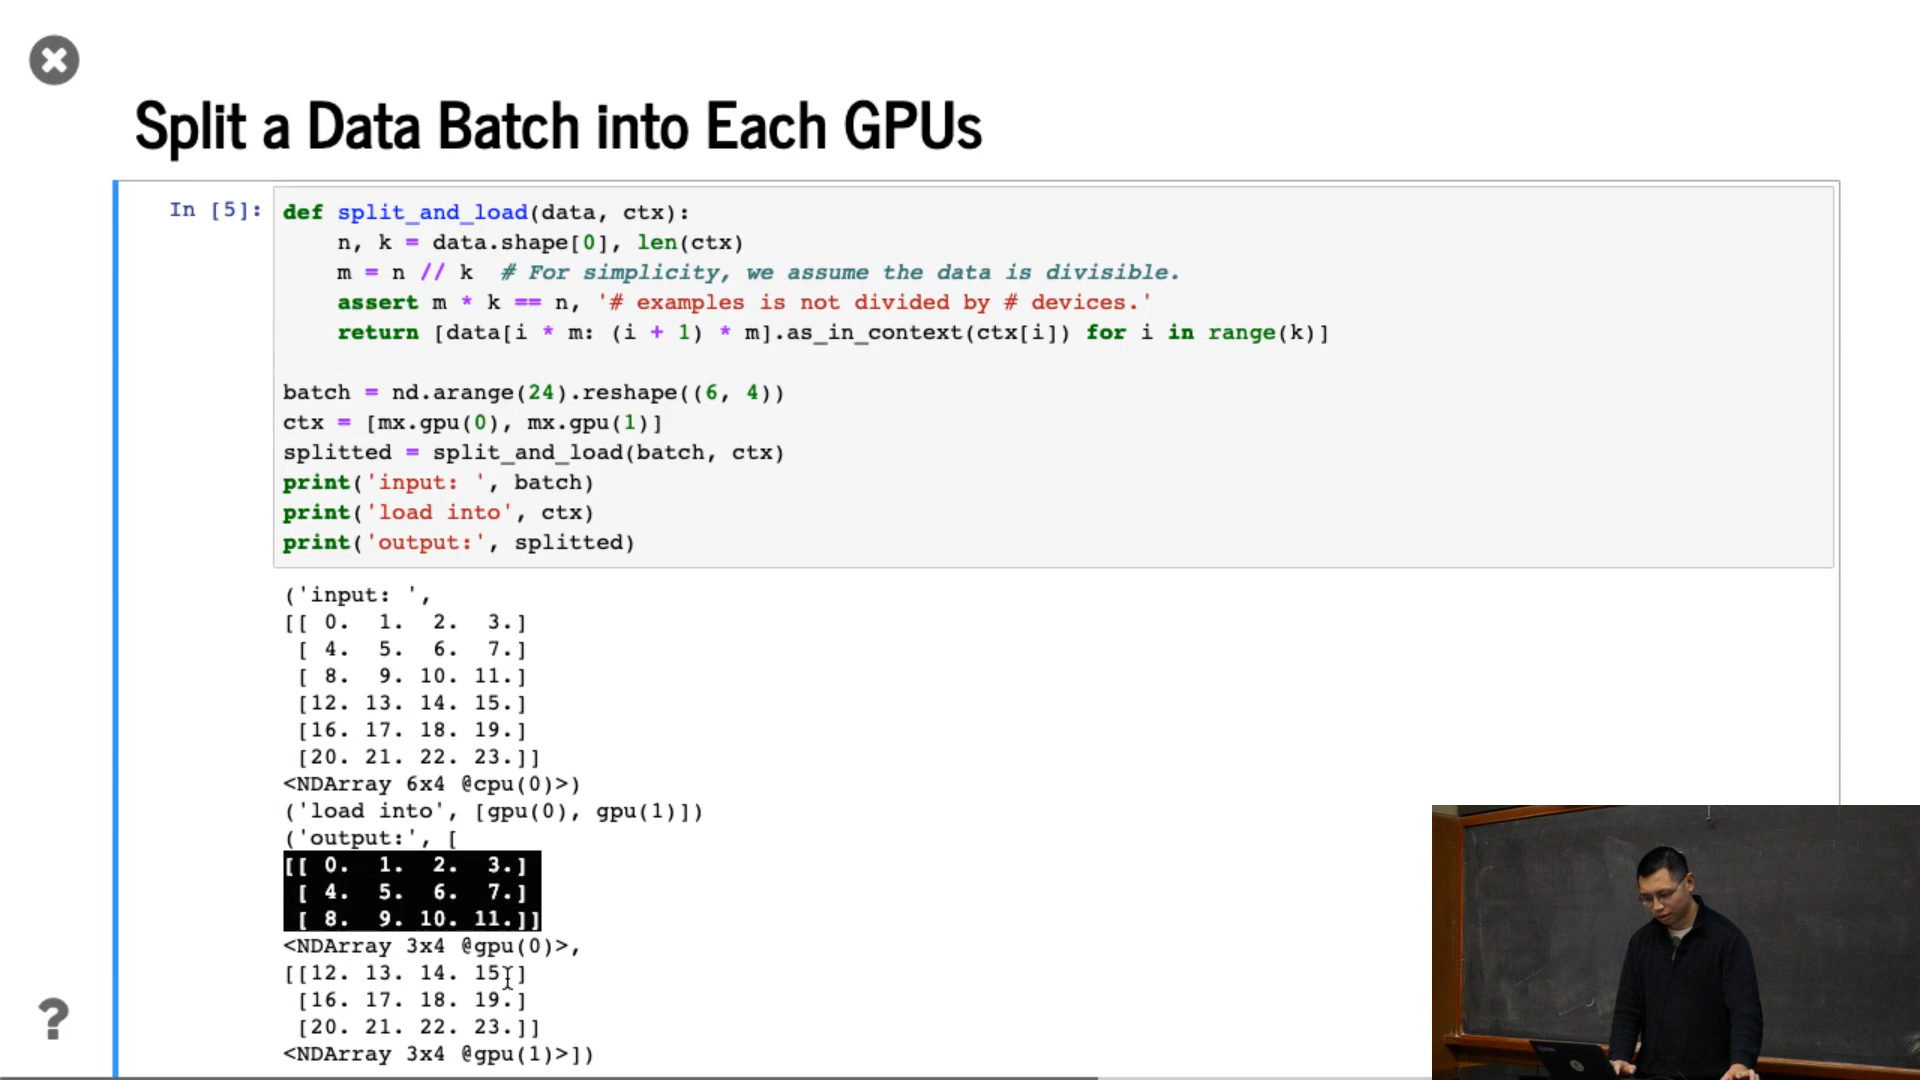 Split a Data Batch into Each GPUs
In [5]:
def split_and_load(data, ctx):
    n, k = data.shape[0], len(ctx)
    m = n // k  # For simplicity, we assume the data is divisible.
    assert m * k == n, '# examples is not divided by # devices.'
    return [data[i * m: (i + 1) * m].as_in_context(ctx[i]) for i in range(k)]
batch = nd.arange(24).reshape((6, 4))
ctx = [mx.gpu(0), mx.gpu(1)]
splitted = split_and_load(batch, ctx)
print('input: ', batch)
print('load into', ctx)
print('output:', splitted)
('input: ',
[[ 0.  1.  2.  3.]
 [ 4.  5.  6.  7.]
 [ 8.  9. 10. 11.]
 [12. 13. 14. 15.]
 [16. 17. 18. 19.]
 [20. 21. 22. 23.]]
<NDArray 6x4 @cpu(0)>)
('load into', [gpu(0), gpu(1)])
('output:', [
[[ 0.  1.  2.  3.]
 [ 4.  5.  6.  7.]
 [ 8.  9. 10. 11.]]
<NDArray 3x4 @gpu(0)>,
[[12. 13. 14. 15.]
 [16. 17. 18. 19.]
 [20. 21. 22. 23.]]
<NDArray 3x4 @gpu(1)>])
?